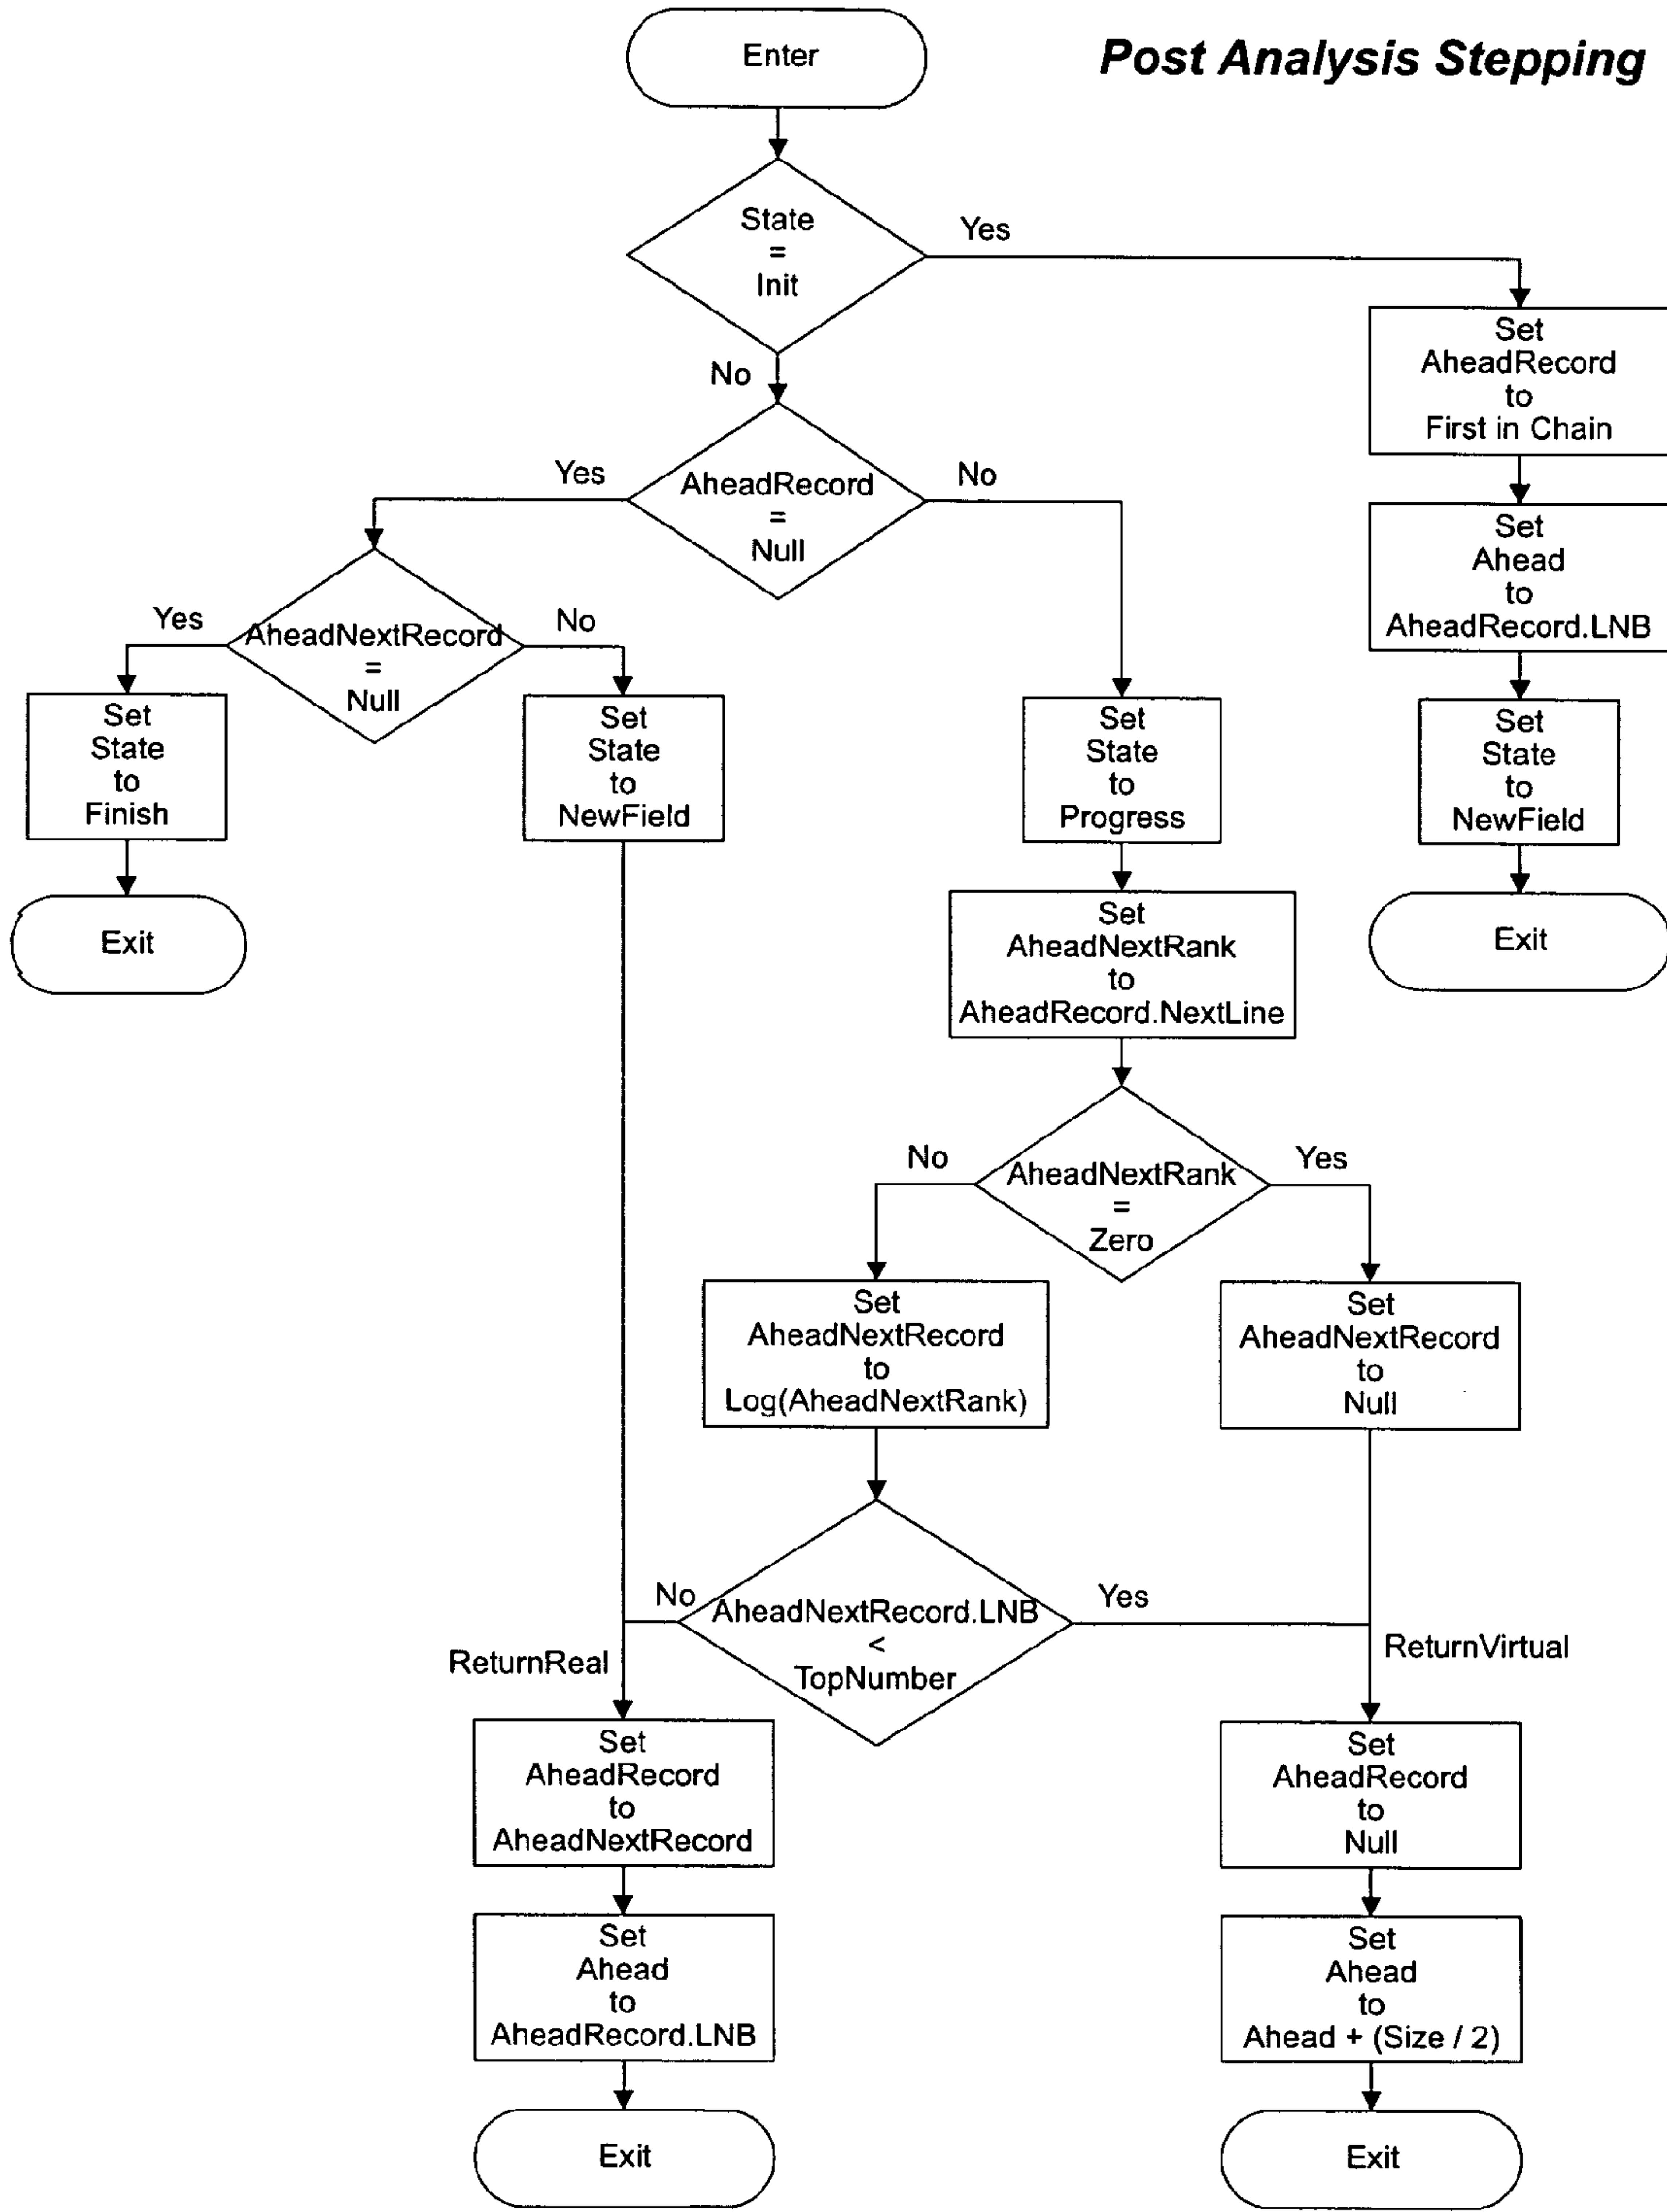 Post Analysis Stepping
Enter
State
=
Init
Yes
No
Set
AheadRecord
to
First in Chain
Set
Ahead
to
AheadRecord.LNB
Set
State
to
NewField
Exit
AheadRecord
=
Null
Yes
No
AheadNextRecord
=
Null
Yes
No
Set
State
to
Finish
Exit
Set
State
to
NewField
Set
State
to
Progress
Set
AheadNextRank
to
AheadRecord.NextLine
AheadNextRank
=
Zero
No
Yes
Set
AheadNextRecord
to
Log(AheadNextRank)
Set
AheadNextRecord
to
Null
AheadNextRecord.LNB
<
TopNumber
No
Yes
ReturnReal
ReturnVirtual
Set
AheadRecord
to
AheadNextRecord
Set
Ahead
to
AheadRecord.LNB
Exit
Set
AheadRecord
to
Null
Set
Ahead
to
Ahead + (Size / 2)
Exit